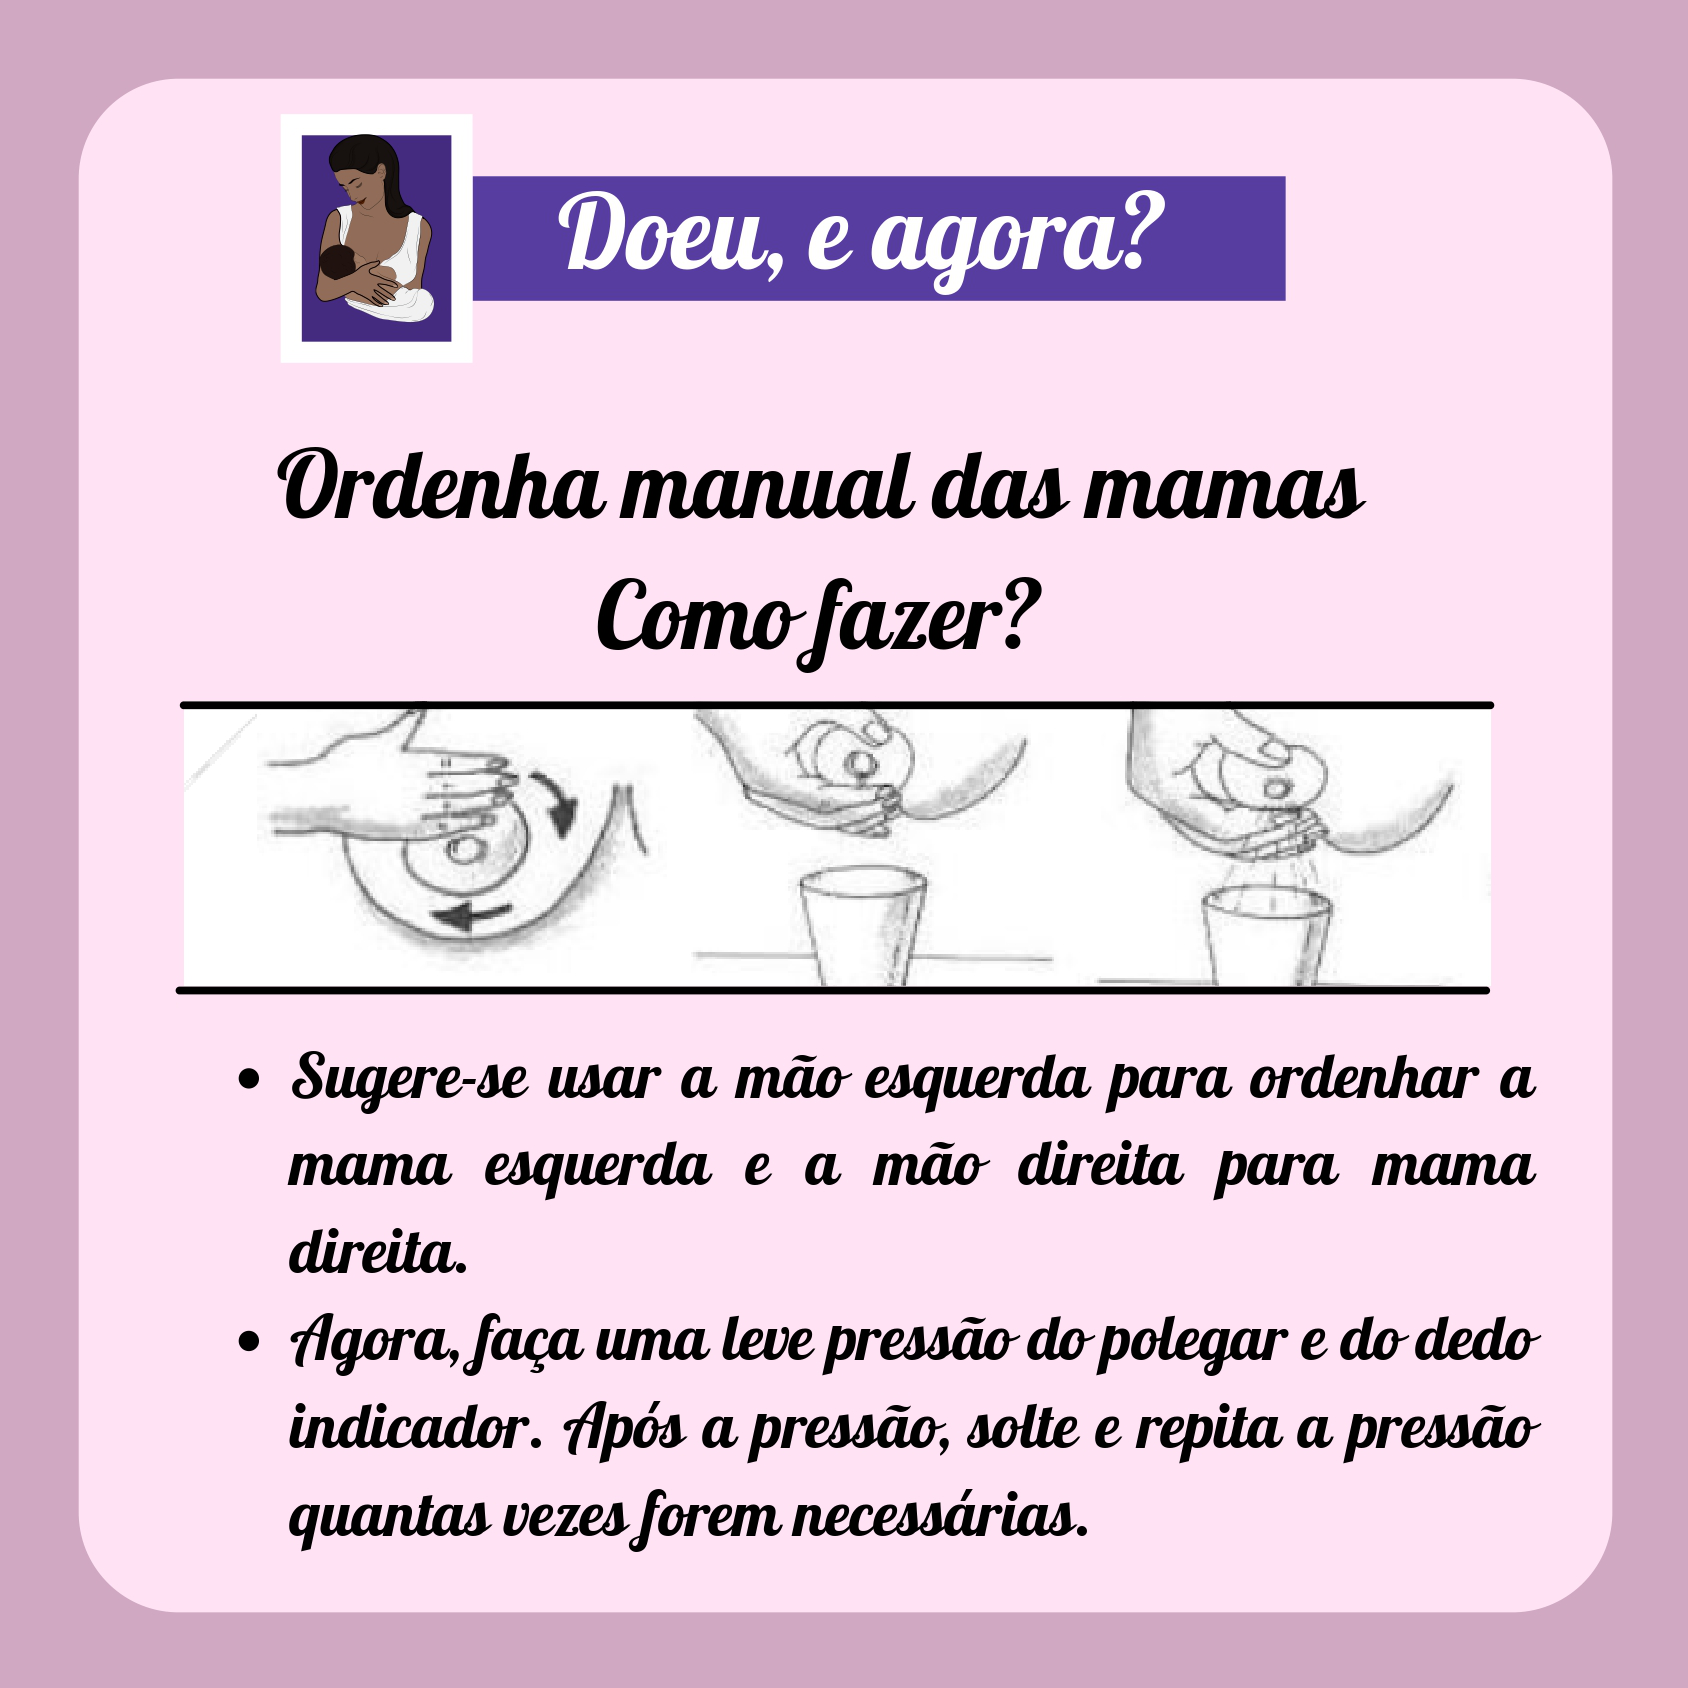 Doeu, e agora?
Ordenha manual das mamas
Como fazer?
• Sugere-se usar a mão esquerda para ordenhar a
mama esquerda e a mão direita para mama
direita.
• Agora, faça uma leve pressão do polegar e do dedo
indicador. Após a pressão, solte e repita a pressão
quantas vezes forem necessárias.